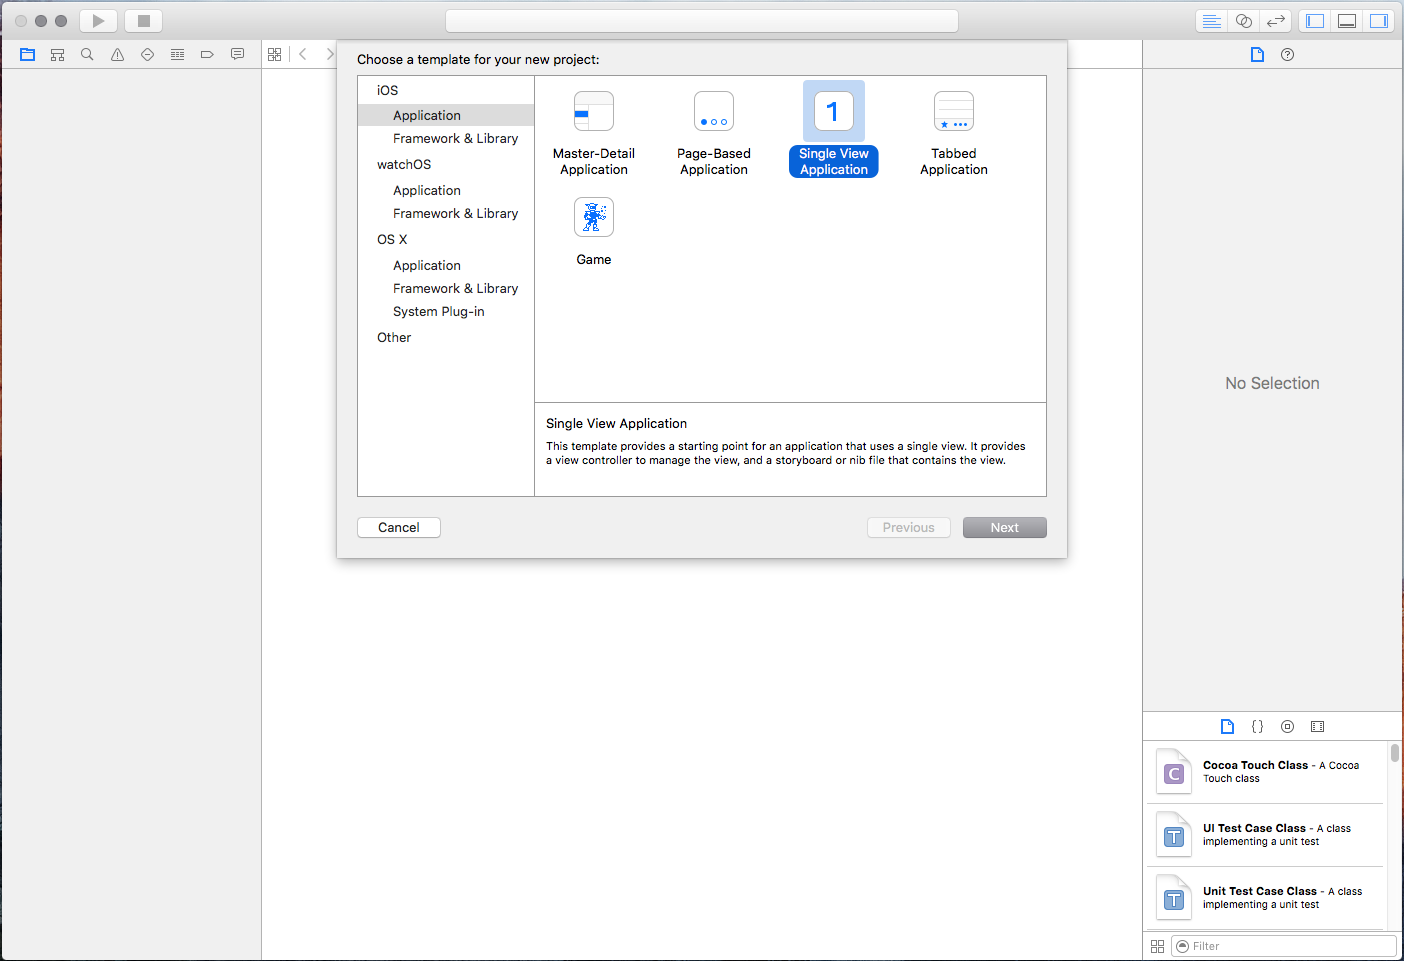 Choose a template for your new project:
iOS
Application
Framework & Library
watchOS
Application
Framework & Library
OS X
Application
Framework & Library
System Plug-in
Other
Master-Detail
Application
Page-Based
Application
1
Single View
Application
Tabbed
Application
Game
Single View Application
This template provides a starting point for an application that uses a single view. It provides
a view controller to manage the view, and a storyboard or nib file that contains the view.
Cancel
Previous
Next
No Selection
{}
C
Cocoa Touch Class - A Cocoa
Touch class
T
UI Test Case Class - A class
implementing a unit test
T
Unit Test Case Class - A class
implementing a unit test
Filter